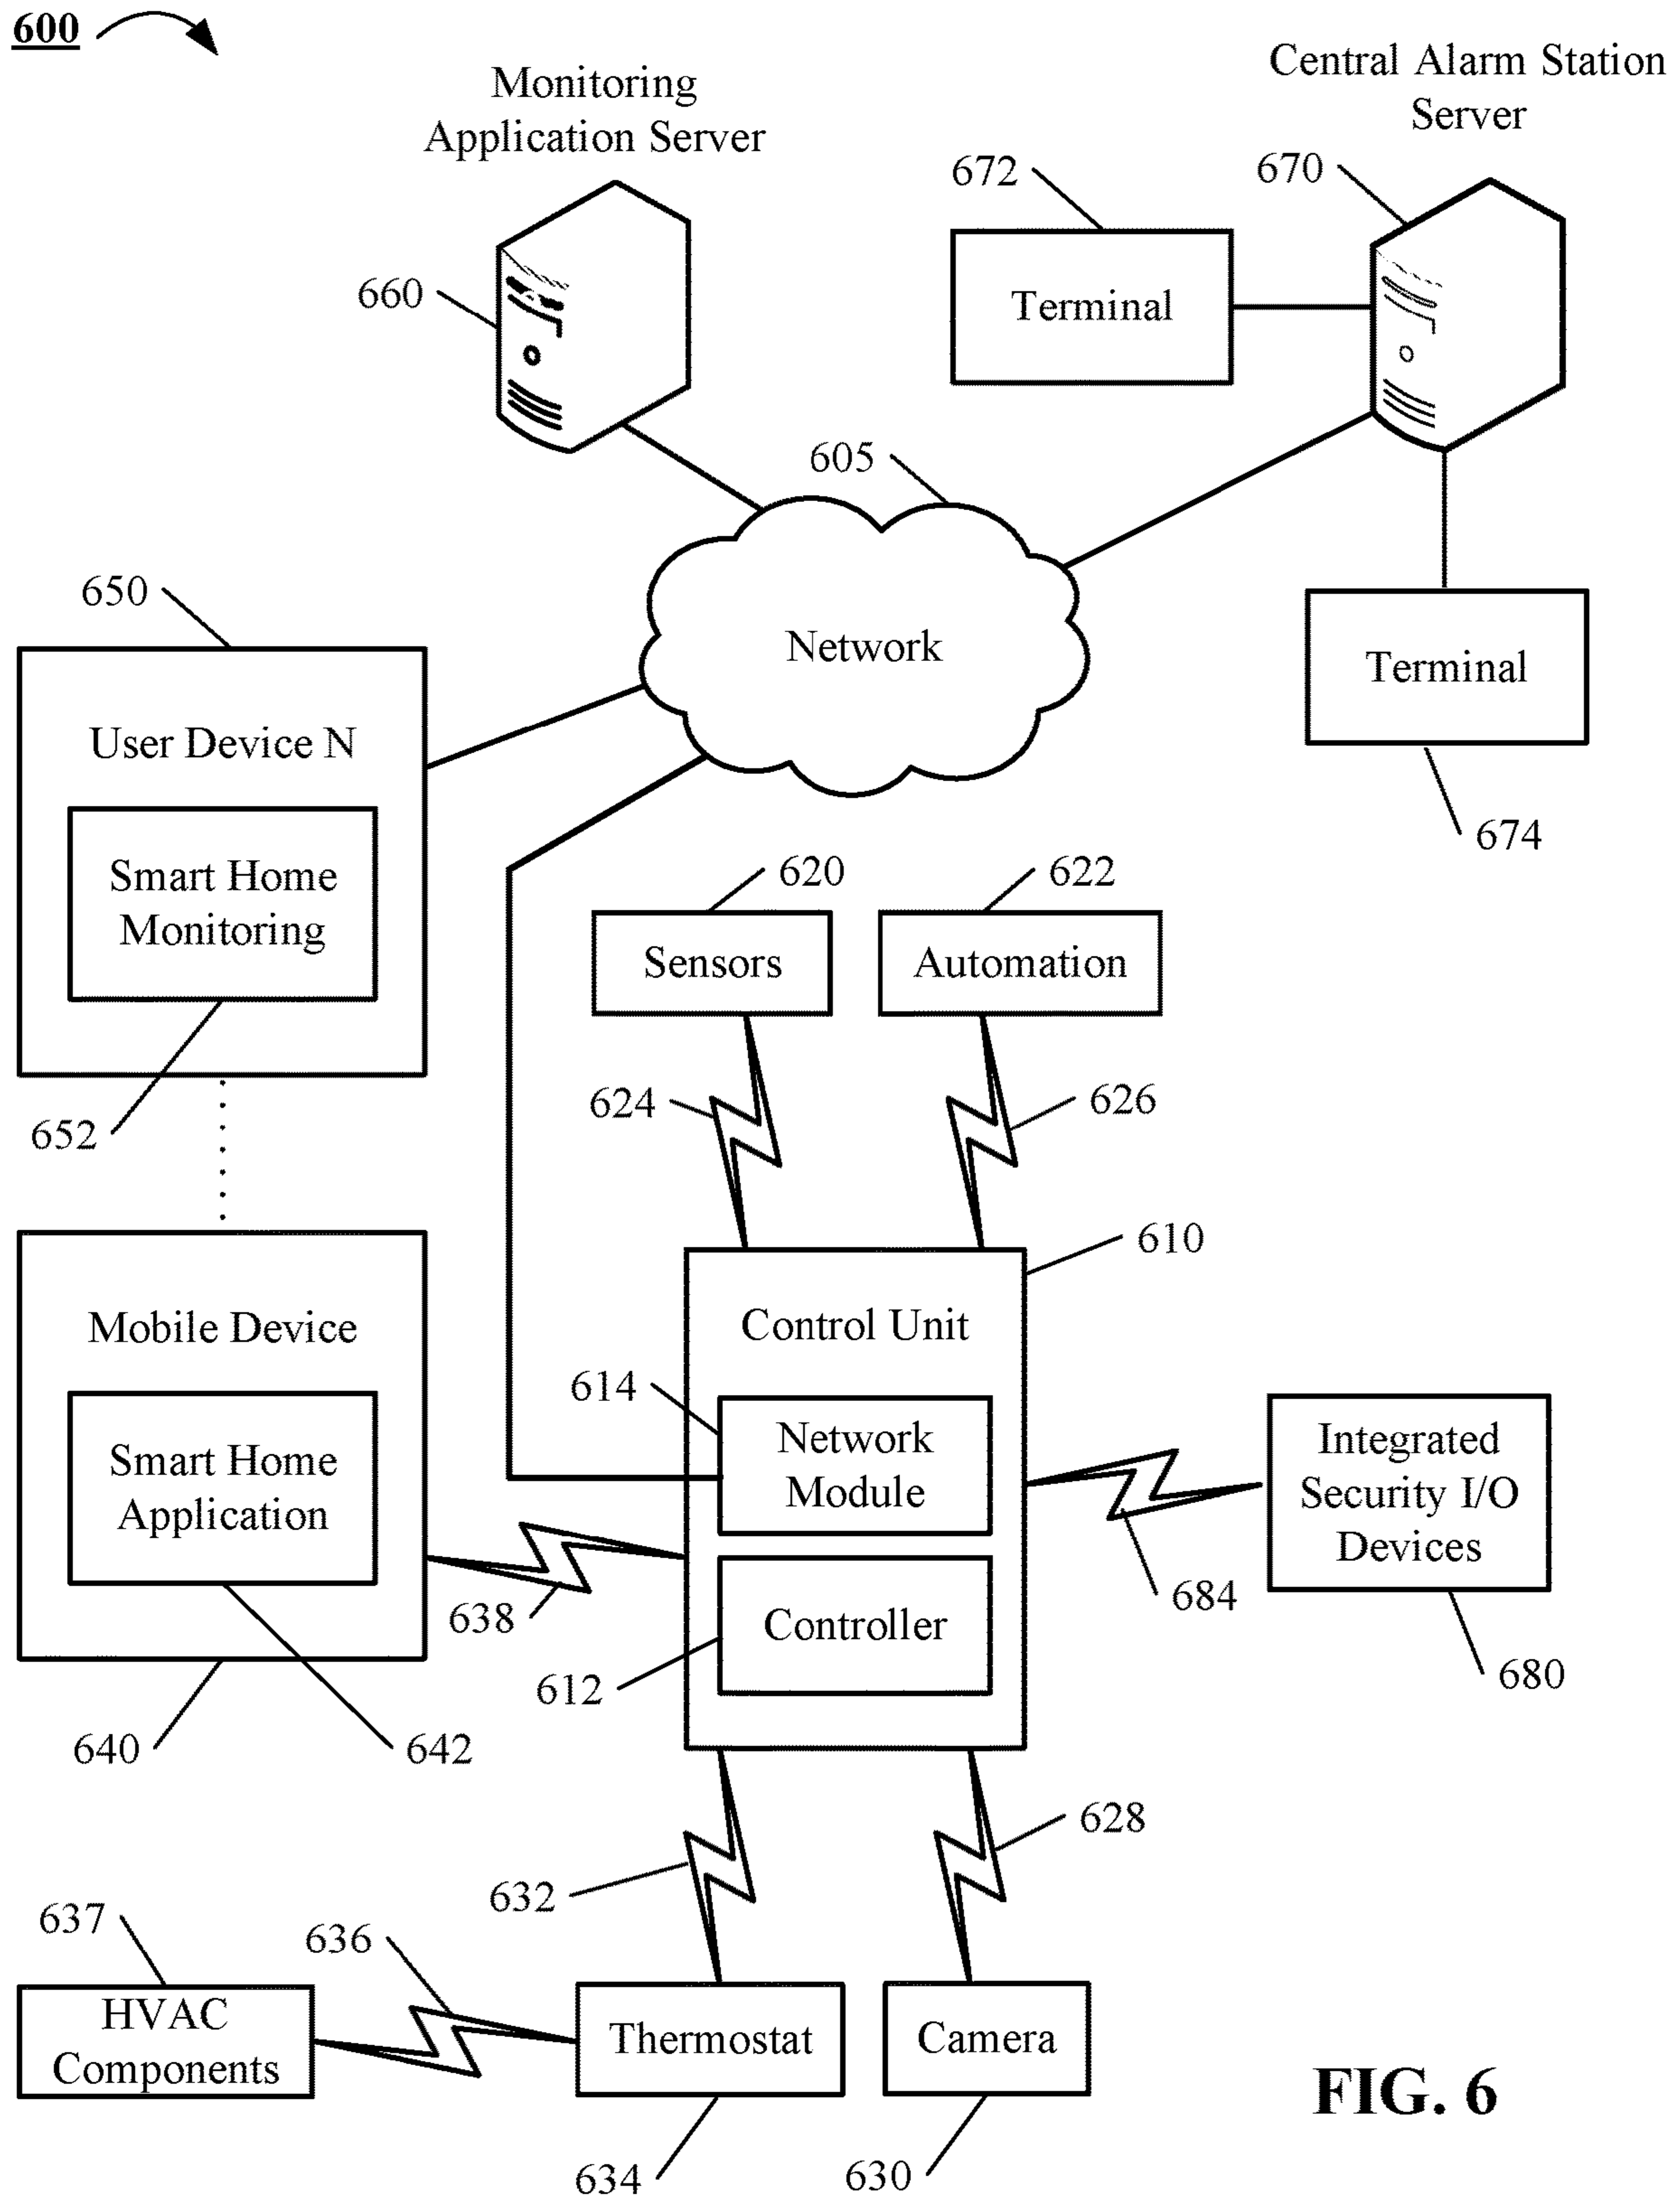 600
Monitoring
Application Server
Central Alarm Station
Server
672
670
660
Terminal
605
650
Network
Terminal
User Device N
674
Smart Home
Monitoring
620
622
Sensors
Automation
652
624
626
610
Mobile Device
Control Unit
614
Smart Home
Application
Network
Module
Integrated
Security I/O
Devices
638
684
Controller
612
680
640
642
628
632
637
636
HVAC
Components
Thermostat
Camera
634
630
FIG. 6